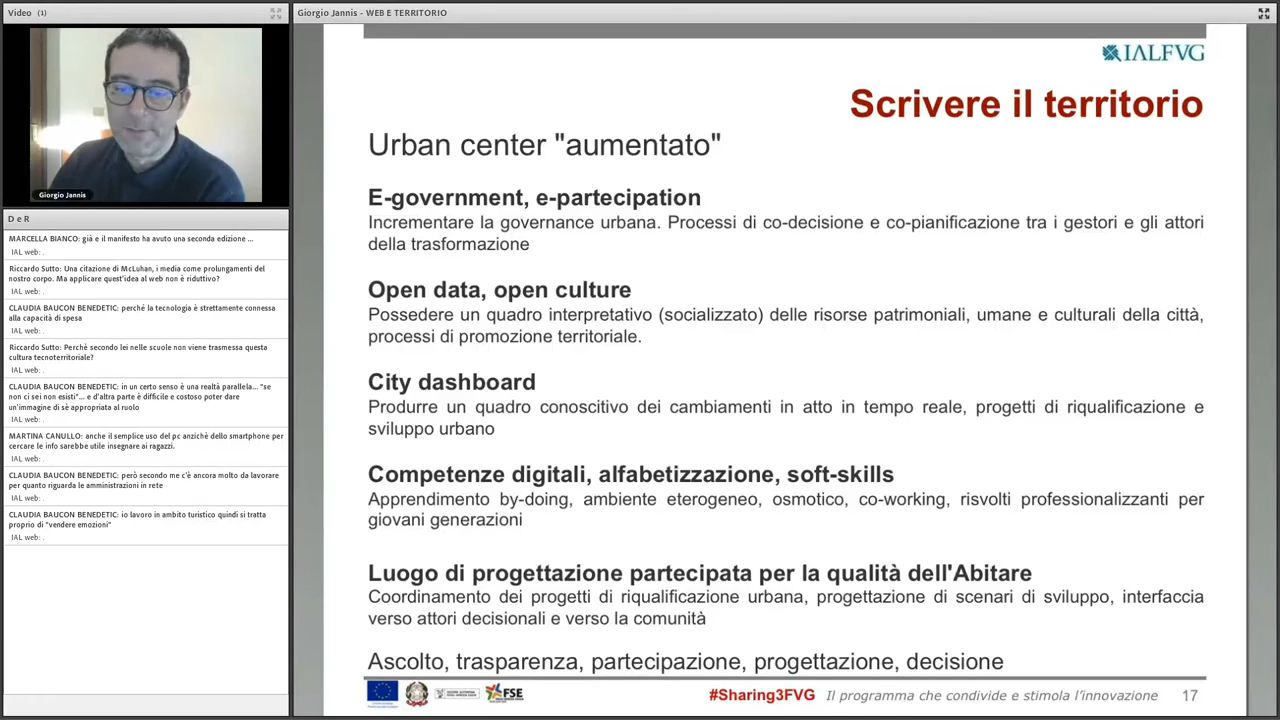 Video (1)
Giorgio Jannis
D e R
MARCELLA BIANCO: già e il manifesto ha avuto una seconda edizione ...
IAL web: .
Riccardo Sutto: Una citazione di McLuhan, i media come prolungamenti del
nostro corpo. Ma applicare quest'idea al web non è riduttivo?
IAL web: .
CLAUDIA BAUCON BENEDETIC: perché la tecnologia è strettamente connessa
alla capacità di spesa
IAL web: .
Riccardo Sutto: Perchè secondo lei nelle scuole non viene trasmessa questa
cultura tecnoterritoriale?
IAL web: .
CLAUDIA BAUCON BENEDETIC: in un certo senso è una realtà parallela... "se
non ci sei non esisti"... e d'altra parte è difficile e costoso poter dare
un'immagine di sè appropriata al ruolo
IAL web: .
MARTINA CANULLO: anche il semplice uso del pc anzichè dello smartphone per
cercare le info sarebbe utile insegnare ai ragazzi.
IAL web: .
CLAUDIA BAUCON BENEDETIC: però secondo me c'è ancora molto da lavorare
per quanto riguarda le amministrazioni in rete
IAL web: .
CLAUDIA BAUCON BENEDETIC: io lavoro in ambito turistico quindi si tratta
proprio di "vendere emozioni"
IAL web: .
Giorgio Jannis - WEB E TERRITORIO
IALFVG
Scrivere il territorio
Urban center "aumentato"
E-government, e-partecipation
Incrementare la governance urbana. Processi di co-decisione e co-pianificazione tra i gestori e gli attori
della trasformazione
Open data, open culture
Possedere un quadro interpretativo (socializzato) delle risorse patrimoniali, umane e culturali della città,
processi di promozione territoriale.
City dashboard
Produrre un quadro conoscitivo dei cambiamenti in atto in tempo reale, progetti di riqualificazione e
sviluppo urbano
Competenze digitali, alfabetizzazione, soft-skills
Apprendimento by-doing, ambiente eterogeneo, osmotico, co-working, risvolti professionalizzanti per
giovani generazioni
Luogo di progettazione partecipata per la qualità dell'Abitare
Coordinamento dei progetti di riqualificazione urbana, progettazione di scenari di sviluppo, interfaccia
verso attori decisionali e verso la comunità
Ascolto, trasparenza, partecipazione, progettazione, decisione
FSE
#Sharing3FVG Il programma che condivide e stimola l'innovazione 17